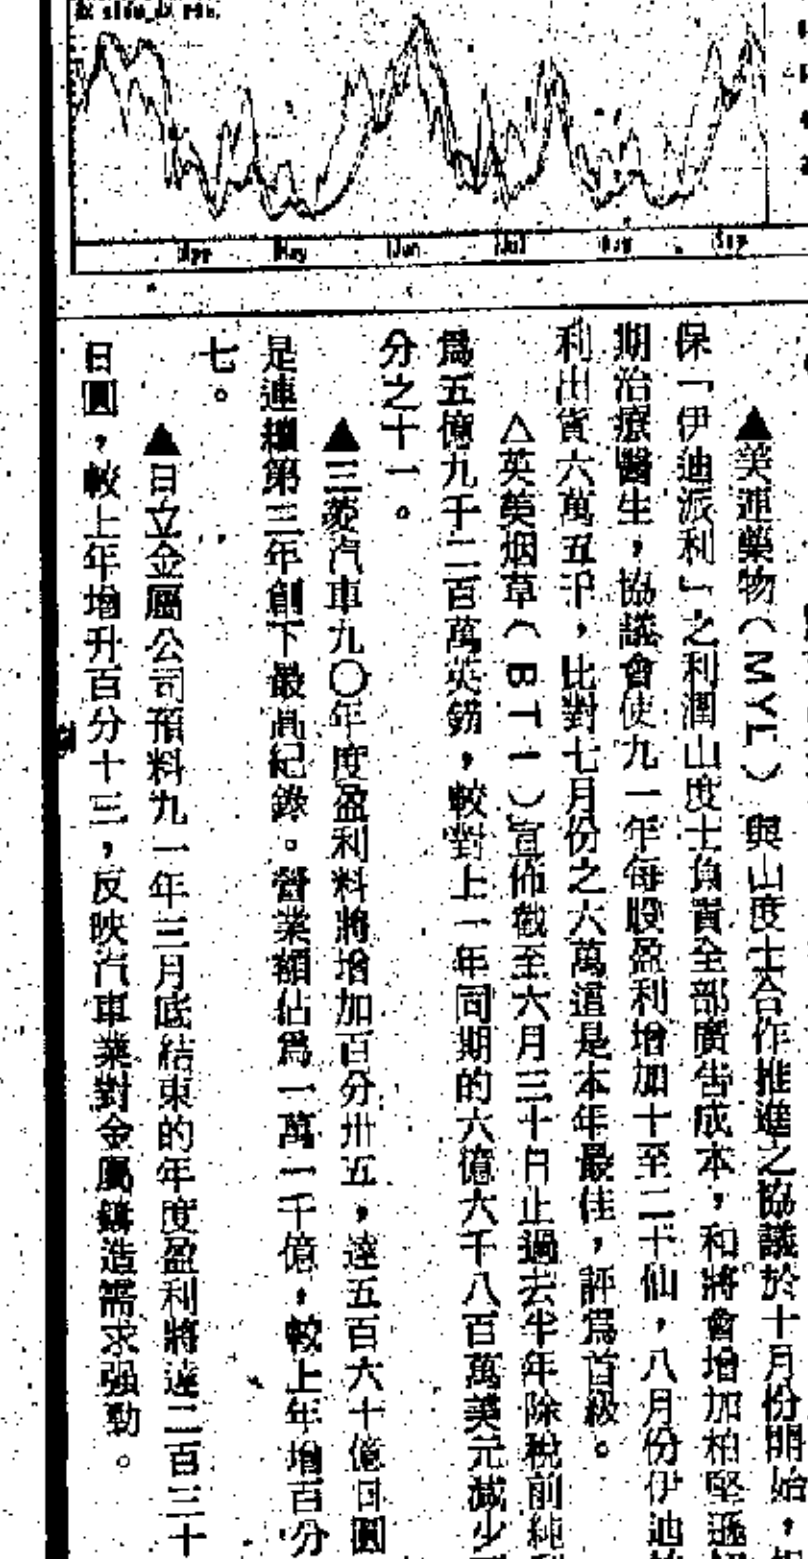 Apr May Jun Jul Aug Sep
▲美運藥物（MYL）與山度士合作推進之協議於十月份開始，
保「伊迪派利」之利潤山度士負責全部廣告成本，和將會增加柏堅遜
期治療醫生，協議會使九一年每股盈利增加十至二十仙，八月份伊迪
利出貨六萬五千，比對七月份之六萬這是本年最佳，評爲首級。
△英美烟草（BTI）宣佈截至六月三十日止過去半年除稅前純
爲五億九千二百萬英鎊，較對上一年同期的六億六千八百萬美元減少
分之十一。
▲三菱汽車九〇年度盈利料將增加百分卅五，達五百六十億日圓
是連續第三年創下最高紀錄。營業額估爲一萬一千億，較上年增百分
七。
▲日立金屬公司預料九一年三月底結束的年度盈利將達二百三十
日圓，較上年增升百分十三，反映汽車業對金屬鑄造需求强勁。